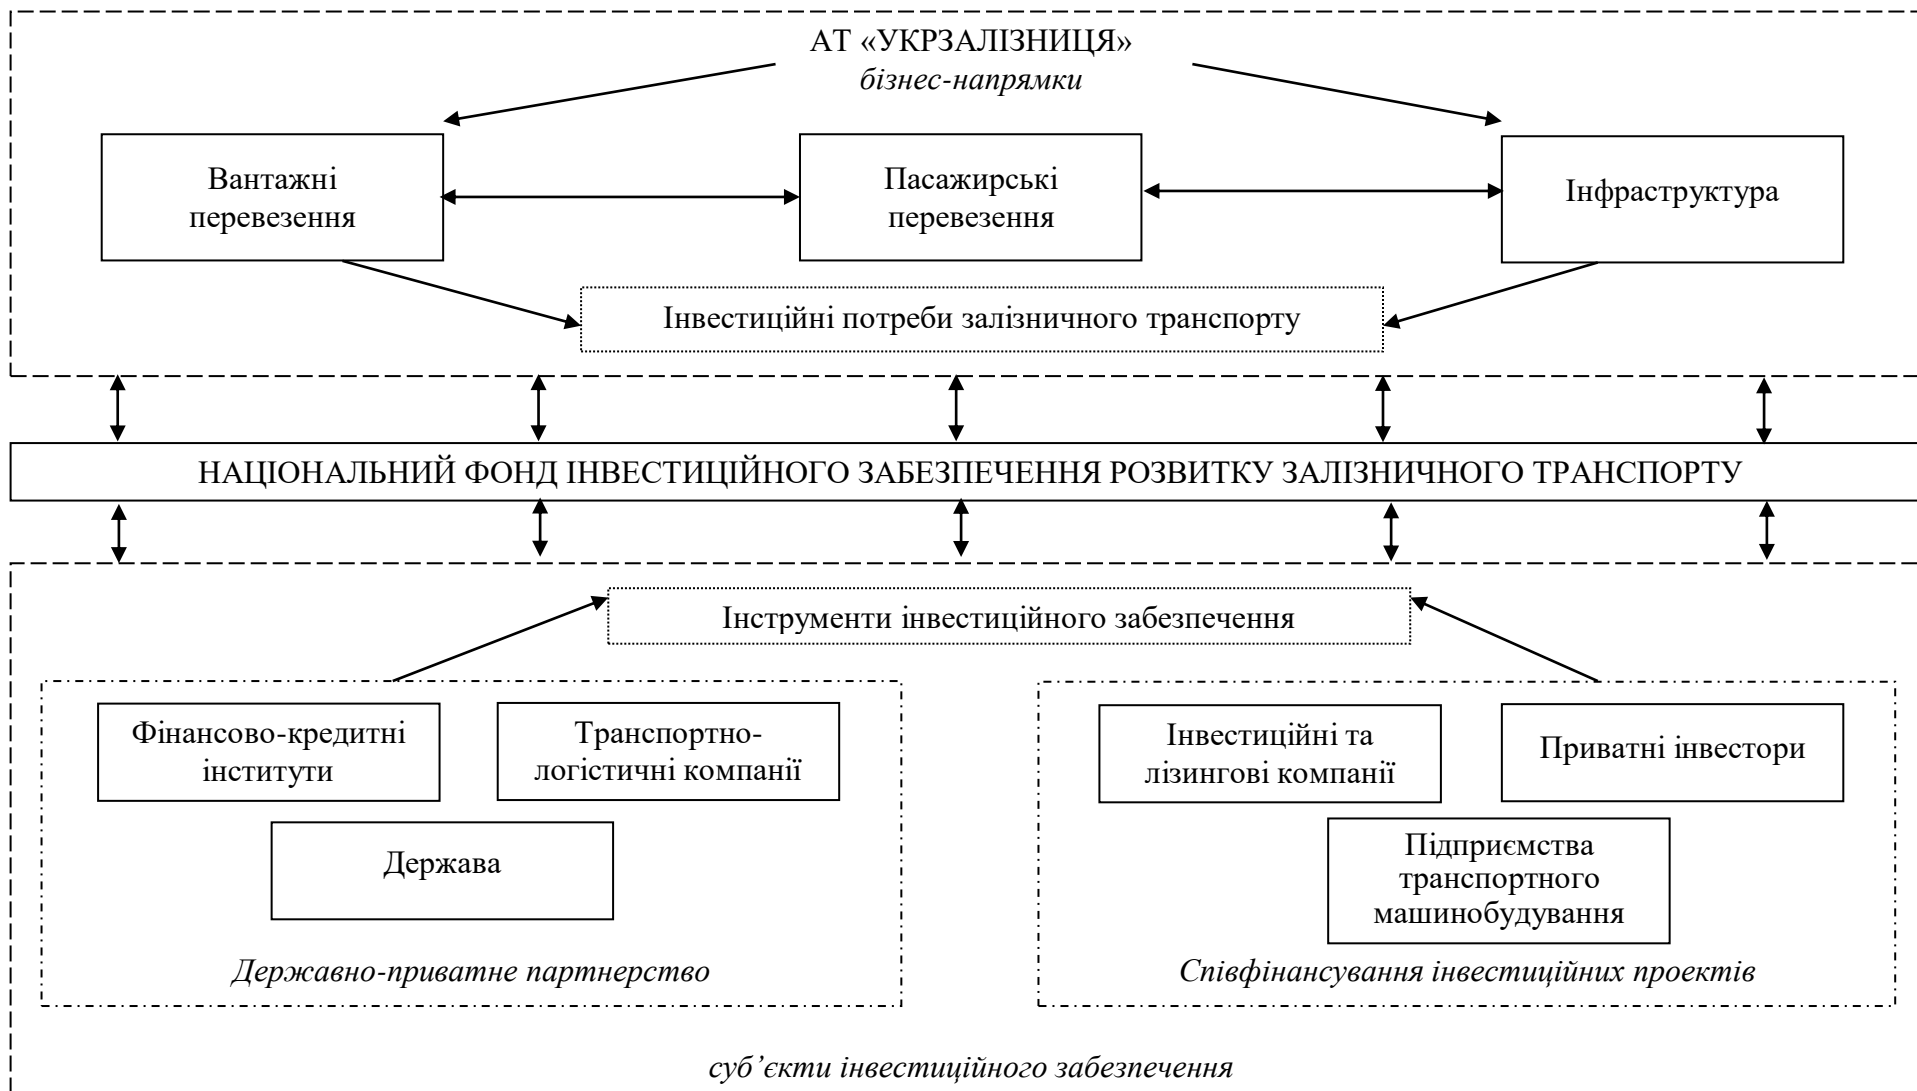 АТ «УКРЗАЛІЗНИЦЯ»
бізнес-напрямки
Вантажні
перевезення
Пасажирські
перевезення
Інфраструктура
Інвестиційні потреби залізничного транспорту
НАЦІОНАЛЬНИЙ ФОНД ІНВЕСТИЦІЙНОГО ЗАБЕЗПЕЧЕННЯ РОЗВИТКУ ЗАЛІЗНИЧНОГО ТРАНСПОРТУ
Інструменти інвестиційного забезпечення
Фінансово-кредитні
інститути
Транспортно-
логістичні компанії
Держава
Державно-приватне партнерство
Інвестиційні та
лізингові компанії
Приватні інвестори
Підприємства
транспортного
машинобудування
Співфінансування інвестиційних проектів
суб’єкти інвестиційного забезпечення